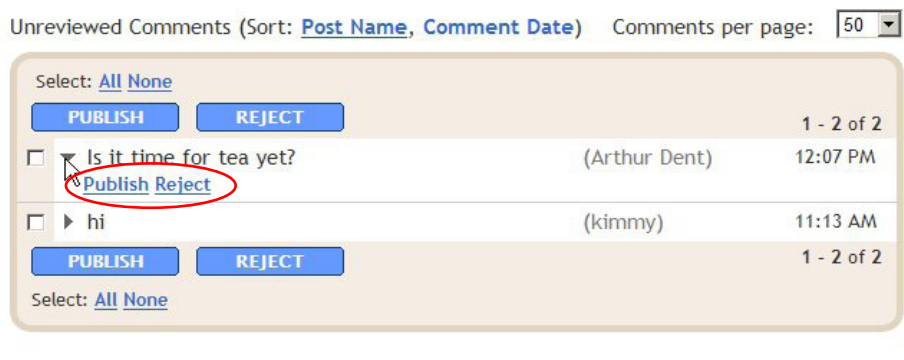 Unreviewed Comments (Sort: Post Name, Comment Date) Comments per page: 50
Select: All None
PUBLISH REJECT 1 - 2 of 2
Is it time for tea yet? (Arthur Dent) 12:07 PM
Publish Reject
hi (kimmy) 11:13 AM
PUBLISH REJECT 1 - 2 of 2
Select: All None